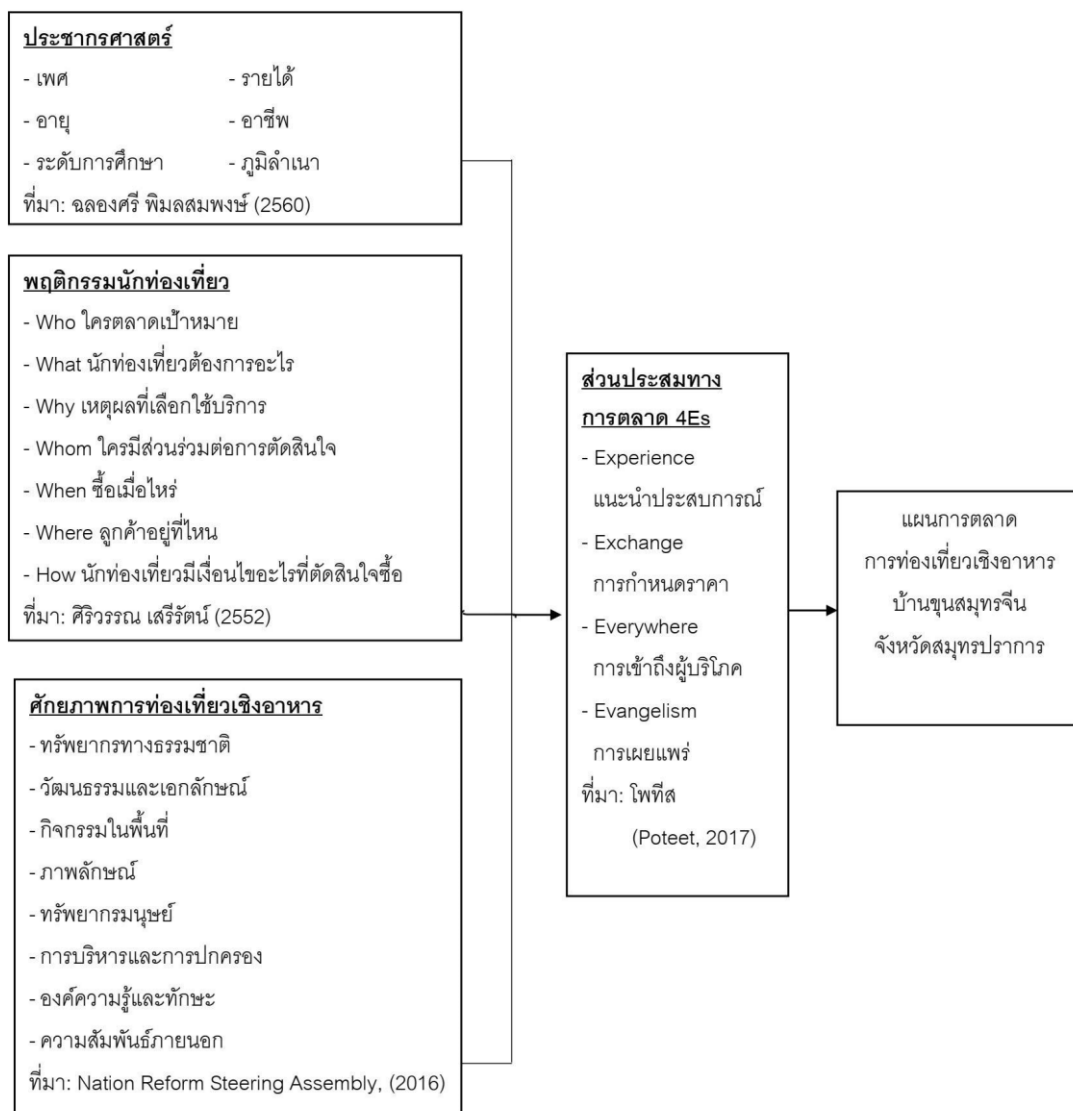 ประชากรศาสตร์
- เพศ - รายได้
- อายุ - อาชีพ
- ระดับการศึกษา - ภูมิลำเนา
ที่มา: ฉลองศรี พิมลสมพงษ์ (2560)
พฤติกรรมนักท่องเที่ยว
- Who ใครตลาดเป้าหมาย
- What นักท่องเที่ยวต้องการอะไร
- Why เหตุผลที่เลือกใช้บริการ
- Whom ใครมีส่วนร่วมต่อการตัดสินใจ
- When ซื้อเมื่อไหร่
- Where ลูกค้าอยู่ที่ไหน
- How นักท่องเที่ยวมีเงื่อนไขอะไรที่ตัดสินใจซื้อ
ที่มา: ศิริวรรณ เสรีรัตน์ (2552)
ศักยภาพการท่องเที่ยวเชิงอาหาร
- ทรัพยากรทางธรรมชาติ
- วัฒนธรรมและเอกลักษณ์
- กิจกรรมในพื้นที่
- ภาพลักษณ์
- ทรัพยากรมนุษย์
- การบริหารและการปกครอง
- องค์ความรู้และทักษะ
- ความสัมพันธ์ภายนอก
ที่มา: Nation Reform Steering Assembly, (2016)
ส่วนประสมทาง
การตลาด 4Es
- Experience
แนะนำประสบการณ์
- Exchange
การกำหนดราคา
- Everywhere
การเข้าถึงผู้บริโภค
- Evangelism
การเผยแพร่
ที่มา: โพทีส
(Poteet, 2017)
แผนการตลาด
การท่องเที่ยวเชิงอาหาร
บ้านขุนสมุทรจีน
จังหวัดสมุทรปราการ